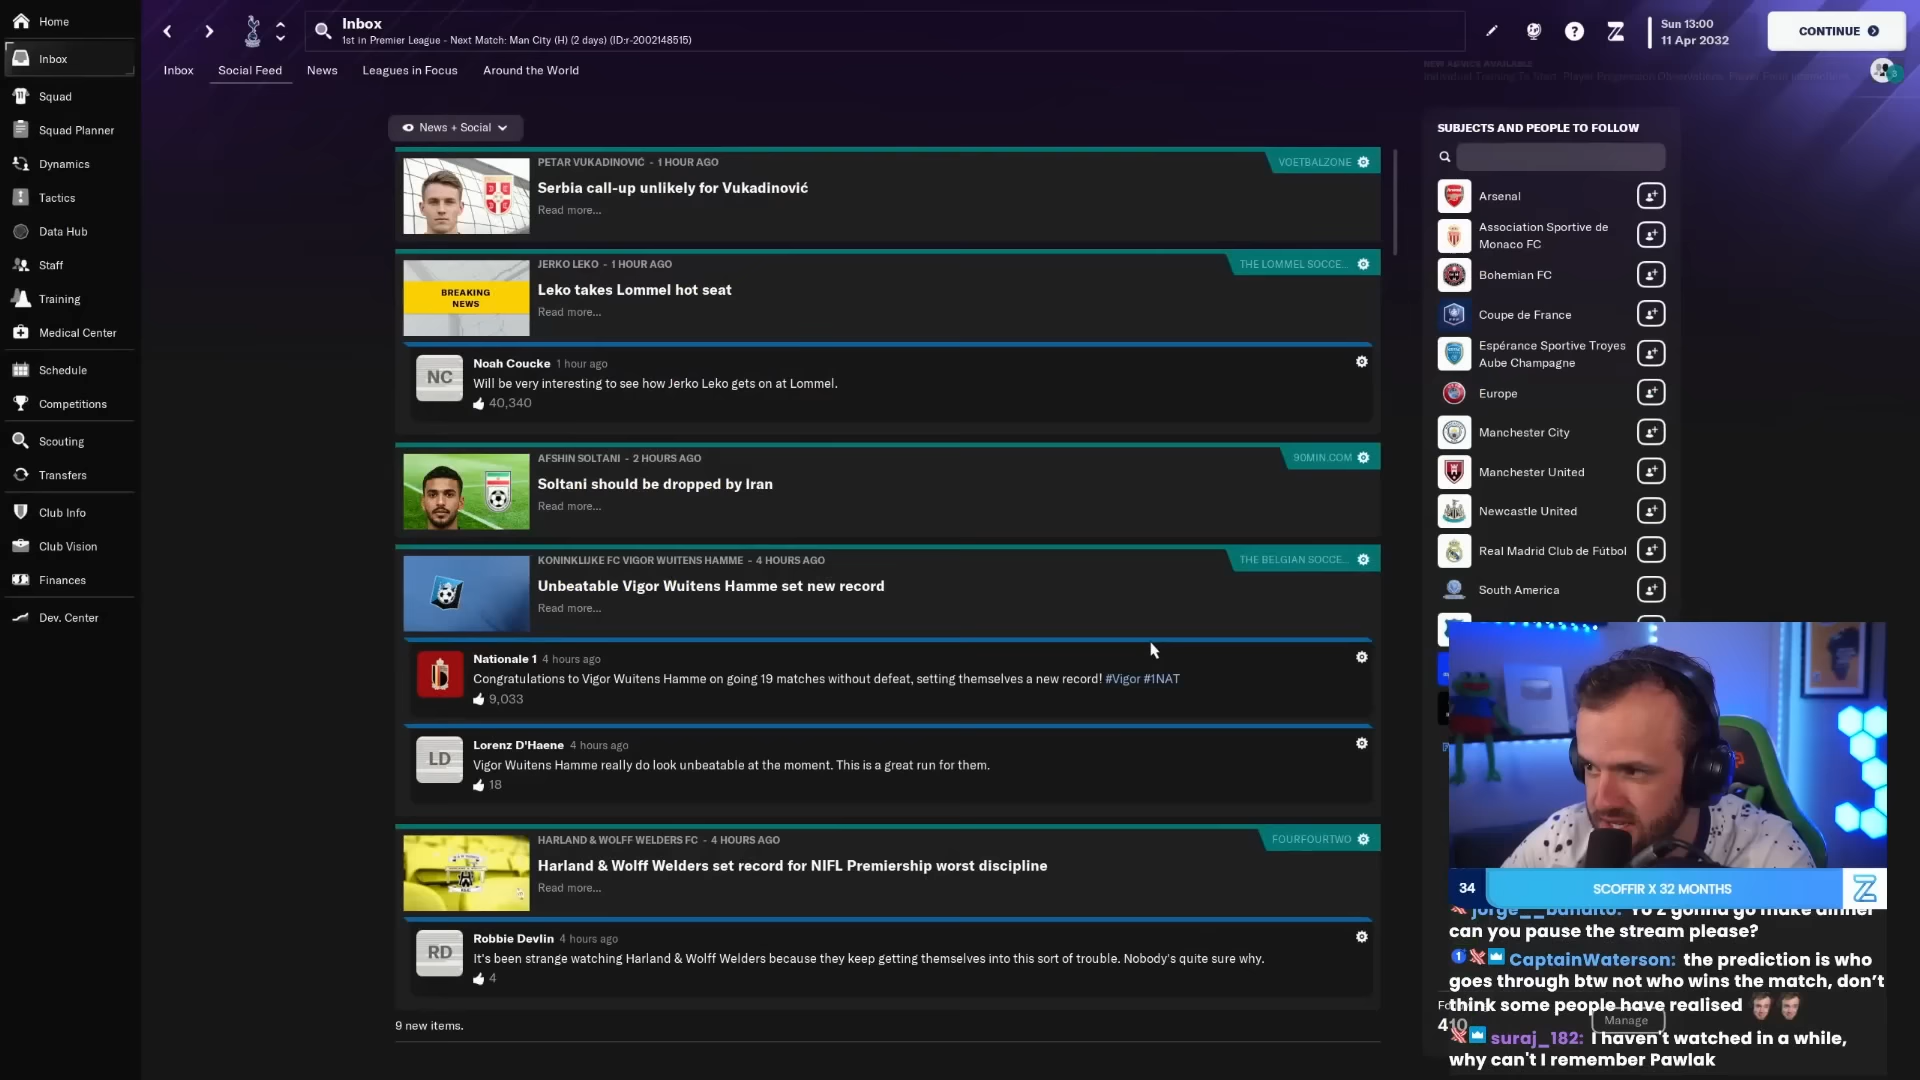 Home
Inbox
Squad
Squad Planner
Dynamics
Tactics
Data Hub
Staff
Training
Medical Center
Schedule
Competitions
Scouting
Transfers
Club Info
Club Vision
Finances
Dev. Center
Inbox
1st in Premier League - Next Match: Man City (H) (2 days) (ID:r-2002148515)
Sun 13:00
11 Apr 2032
CONTINUE
Inbox
Social Feed
News
Leagues in Focus
Around the World
3
News + Social
PETAR VUKADINOVIĆ - 1 HOUR AGO
VOETBALZONE
Serbia call-up unlikely for Vukadinović
Read more...
JERKO LEKO - 1 HOUR AGO
THE LOMMEL SOCCE...
BREAKING
NEWS
Leko takes Lommel hot seat
Read more...
NC
Noah Coucke 1 hour ago
Will be very interesting to see how Jerko Leko gets on at Lommel.
40,340
AFSHIN SOLTANI - 2 HOURS AGO
90MIN.COM
Soltani should be dropped by Iran
Read more...
KONINKLIJKE FC VIGOR WUITENS HAMME - 4 HOURS AGO
THE BELGIAN SOCCE...
Unbeatable Vigor Wuitens Hamme set new record
Read more...
Nationale 1 4 hours ago
Congratulations to Vigor Wuitens Hamme on going 19 matches without defeat, setting themselves a new record! #Vigor #1NAT
9,033
LD
Lorenz D'Haene 4 hours ago
Vigor Wuitens Hamme really do look unbeatable at the moment. This is a great run for them.
18
HARLAND & WOLFF WELDERS FC - 4 HOURS AGO
FOURFOURTWO
Harland & Wolff Welders set record for NIFL Premiership worst discipline
Read more...
RD
Robbie Devlin 4 hours ago
It's been strange watching Harland & Wolff Welders because they keep getting themselves into this sort of trouble. Nobody's quite sure why.
4
9 new items.
SUBJECTS AND PEOPLE TO FOLLOW
Arsenal
Association Sportive de
Monaco FC
Bohemian FC
Coupe de France
Espérance Sportive Troyes
Aube Champagne
Europe
Manchester City
Manchester United
Newcastle United
Real Madrid Club de Fútbol
South America
34
SCOFFIR X 32 MONTHS
jorge__bandito: Yo Z gonna go make dinner
can you pause the stream please?
CaptainWaterson: the prediction is who
goes through btw not who wins the match, don't
think some people have realised
410
Manage
suraj_182: I haven't watched in a while,
why can't I remember Pawlak